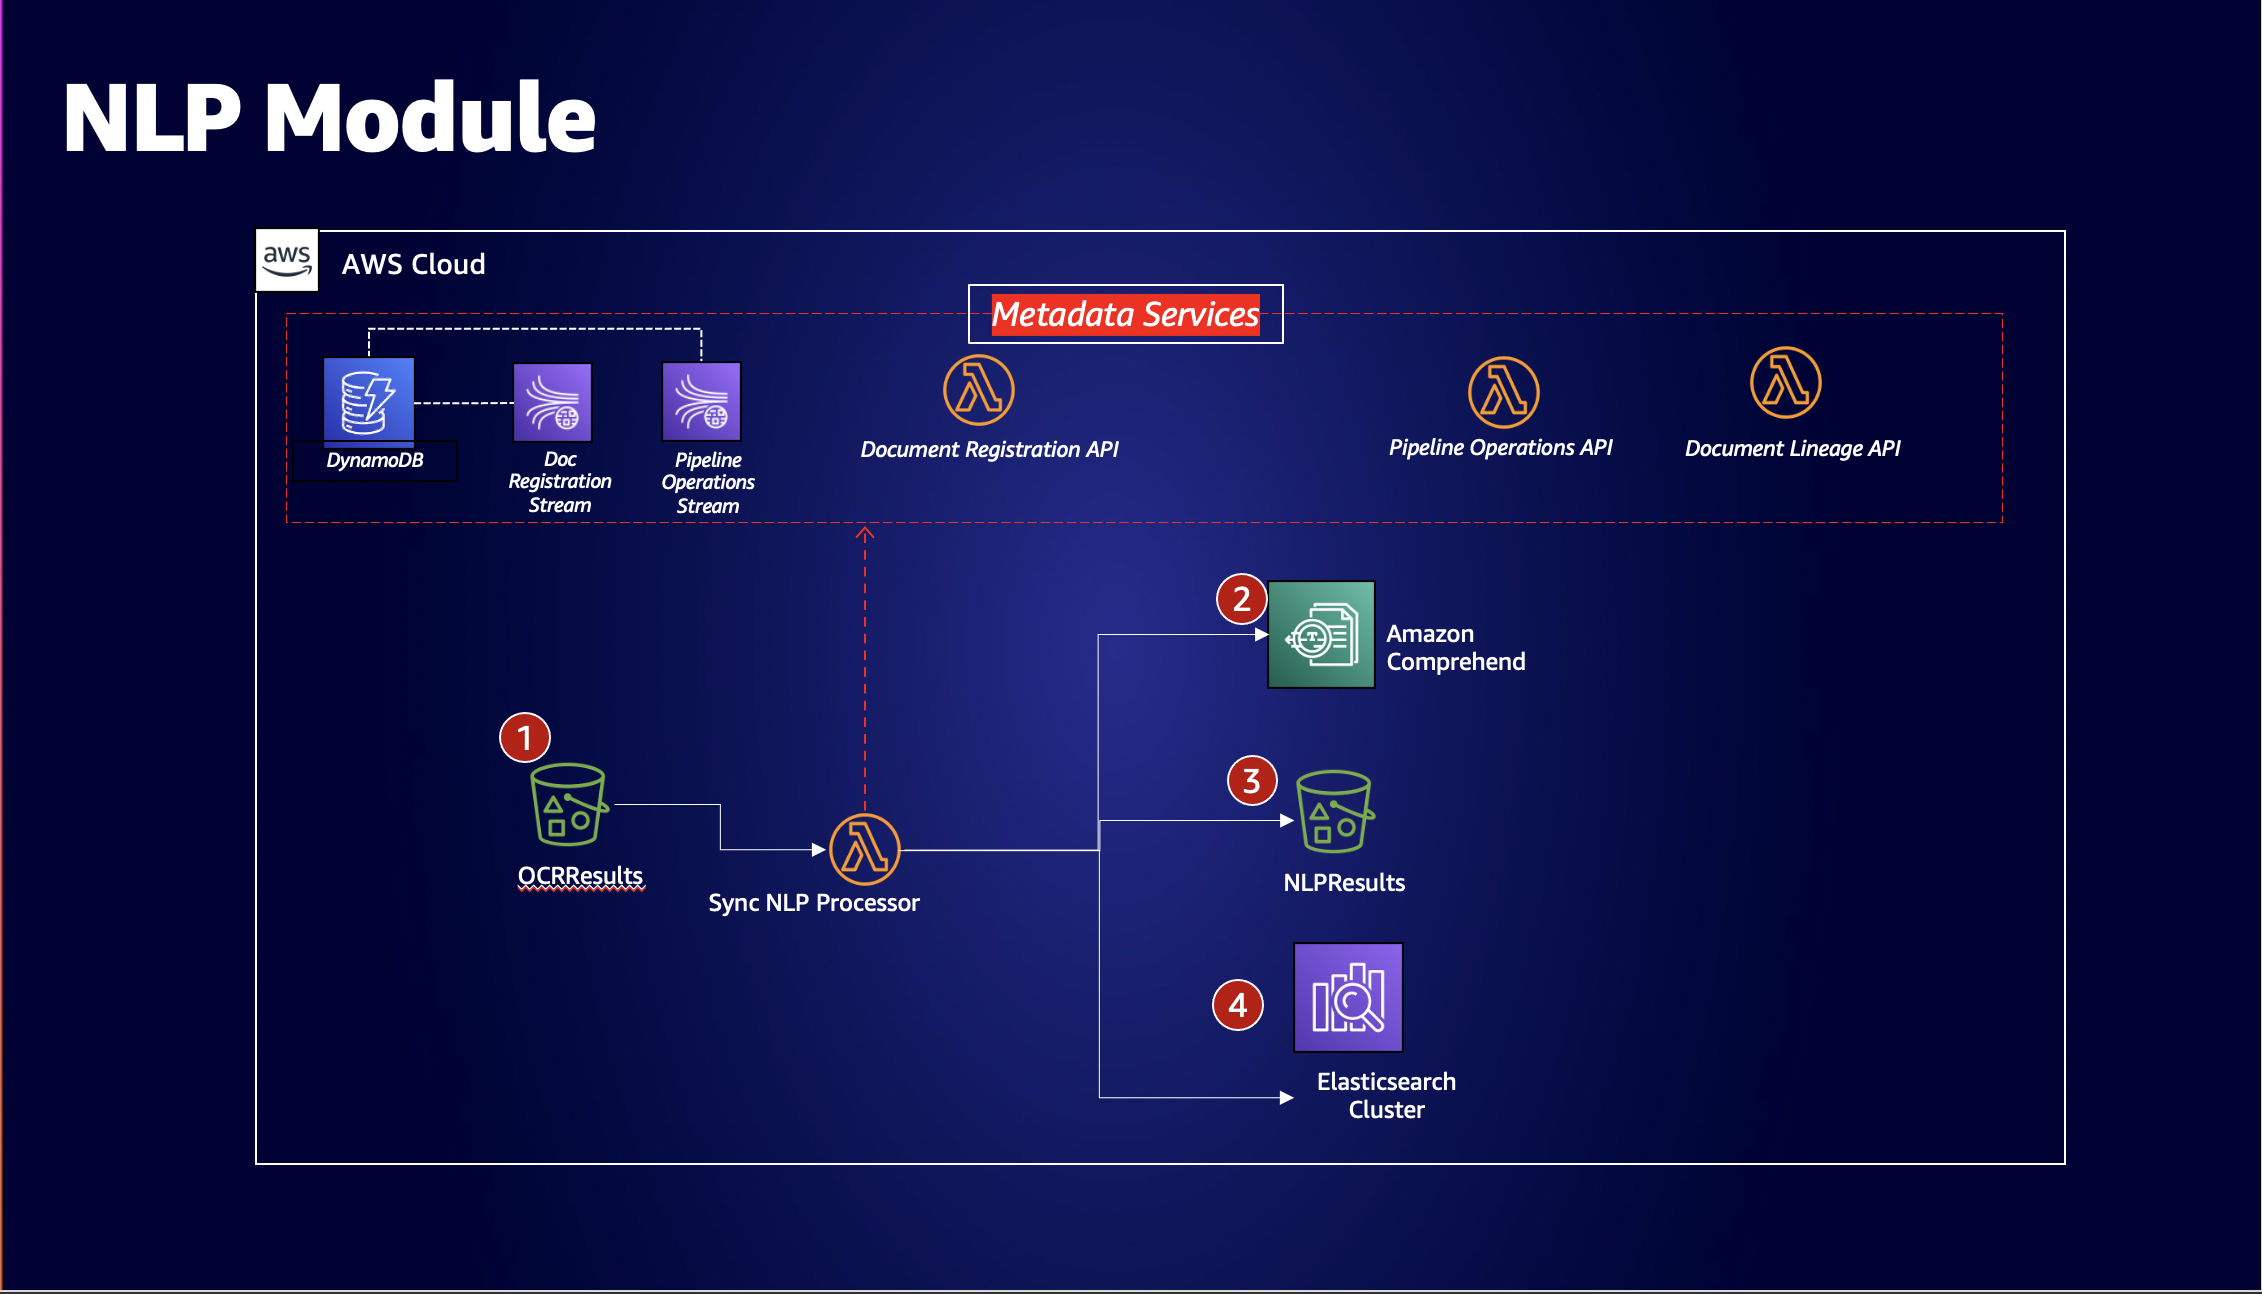 NLP Module
aws
AWS Cloud
Metadata Services
DynamoDB
Doc
Registration
Stream
Pipeline
Operations
Stream
Document Registration API
Pipeline Operations API
Document Lineage API
2
Amazon
Comprehend
1
OCRResults
Sync NLP Processor
3
NLPResults
4
Elasticsearch
Cluster